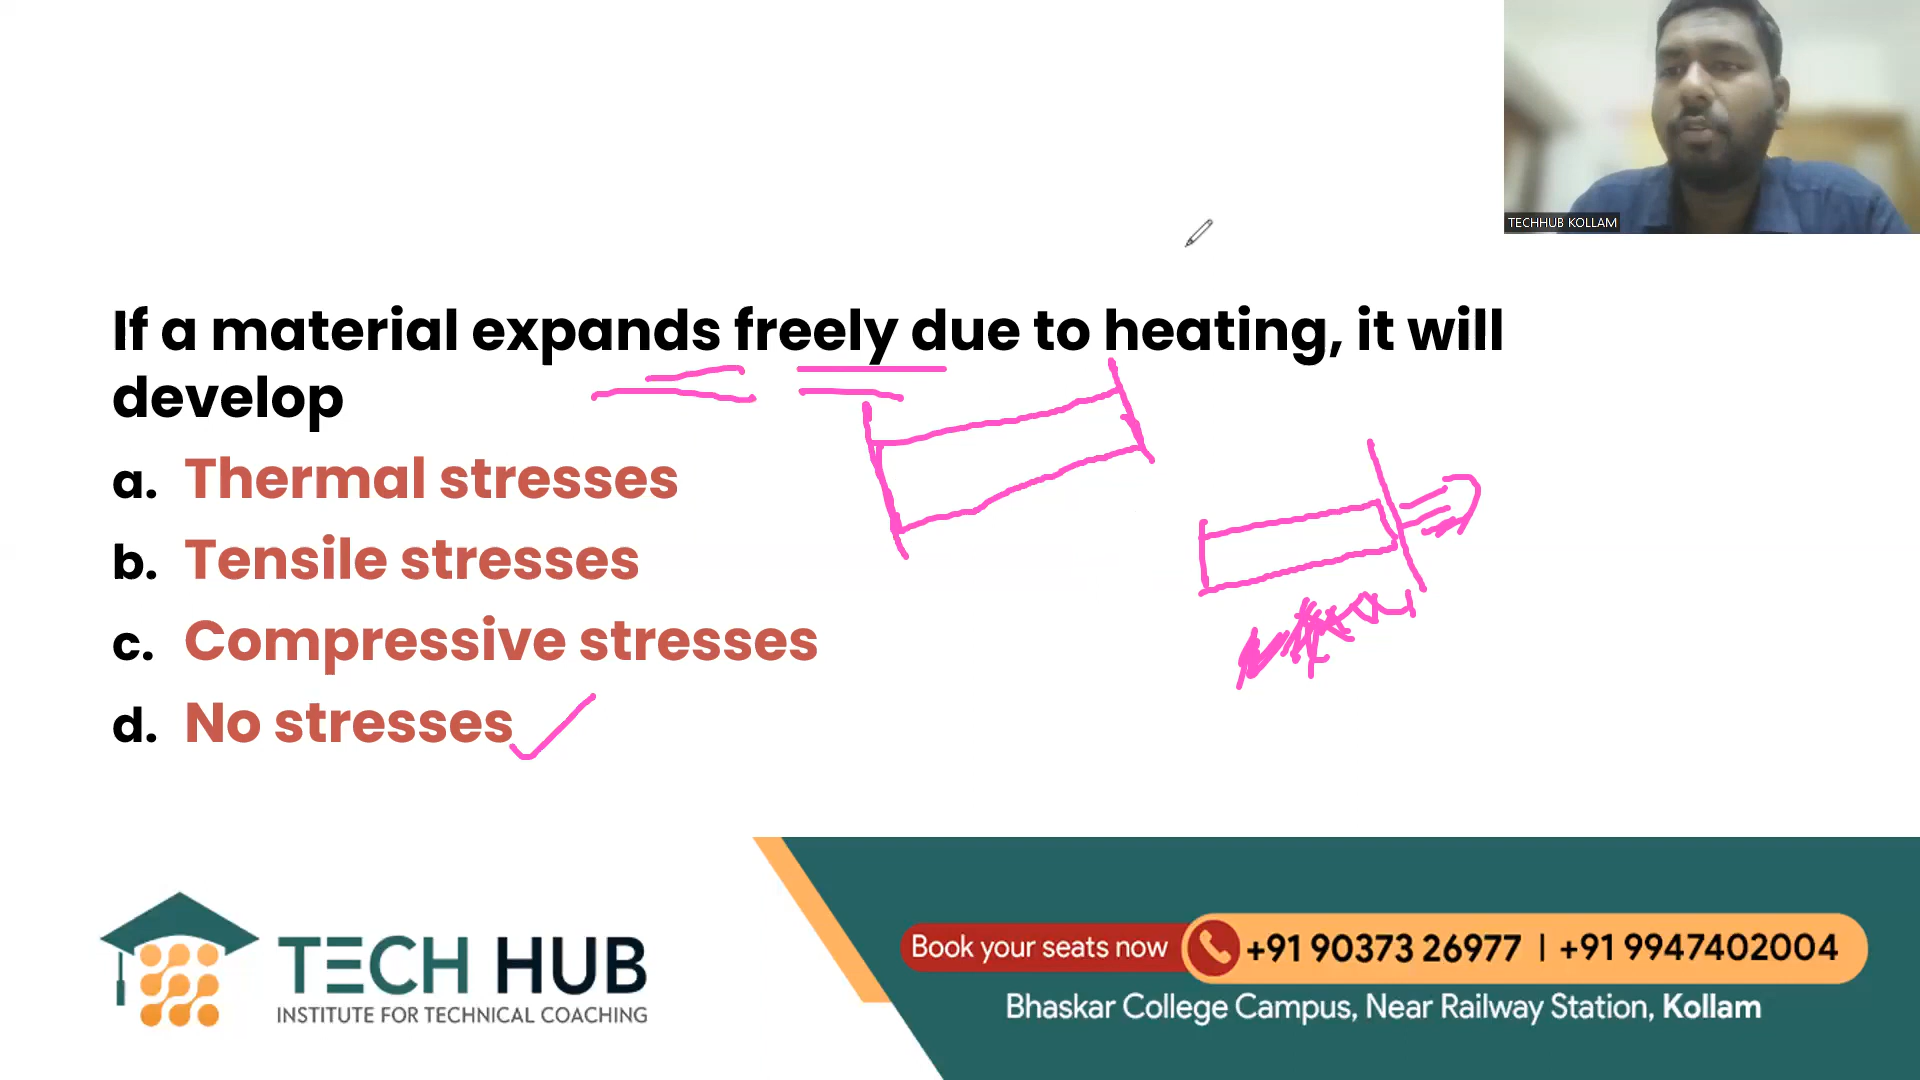 TECHHUB KOLLAM
If a material expands freely due to heating, it will
develop
a. Thermal stresses
b. Tensile stresses
c. Compressive stresses
d. No stresses
TECH HUB
INSTITUTE FOR TECHNICAL COACHING
Book your seats now +91 90373 26977 | +91 9947402004
Bhaskar College Campus, Near Railway Station, Kollam